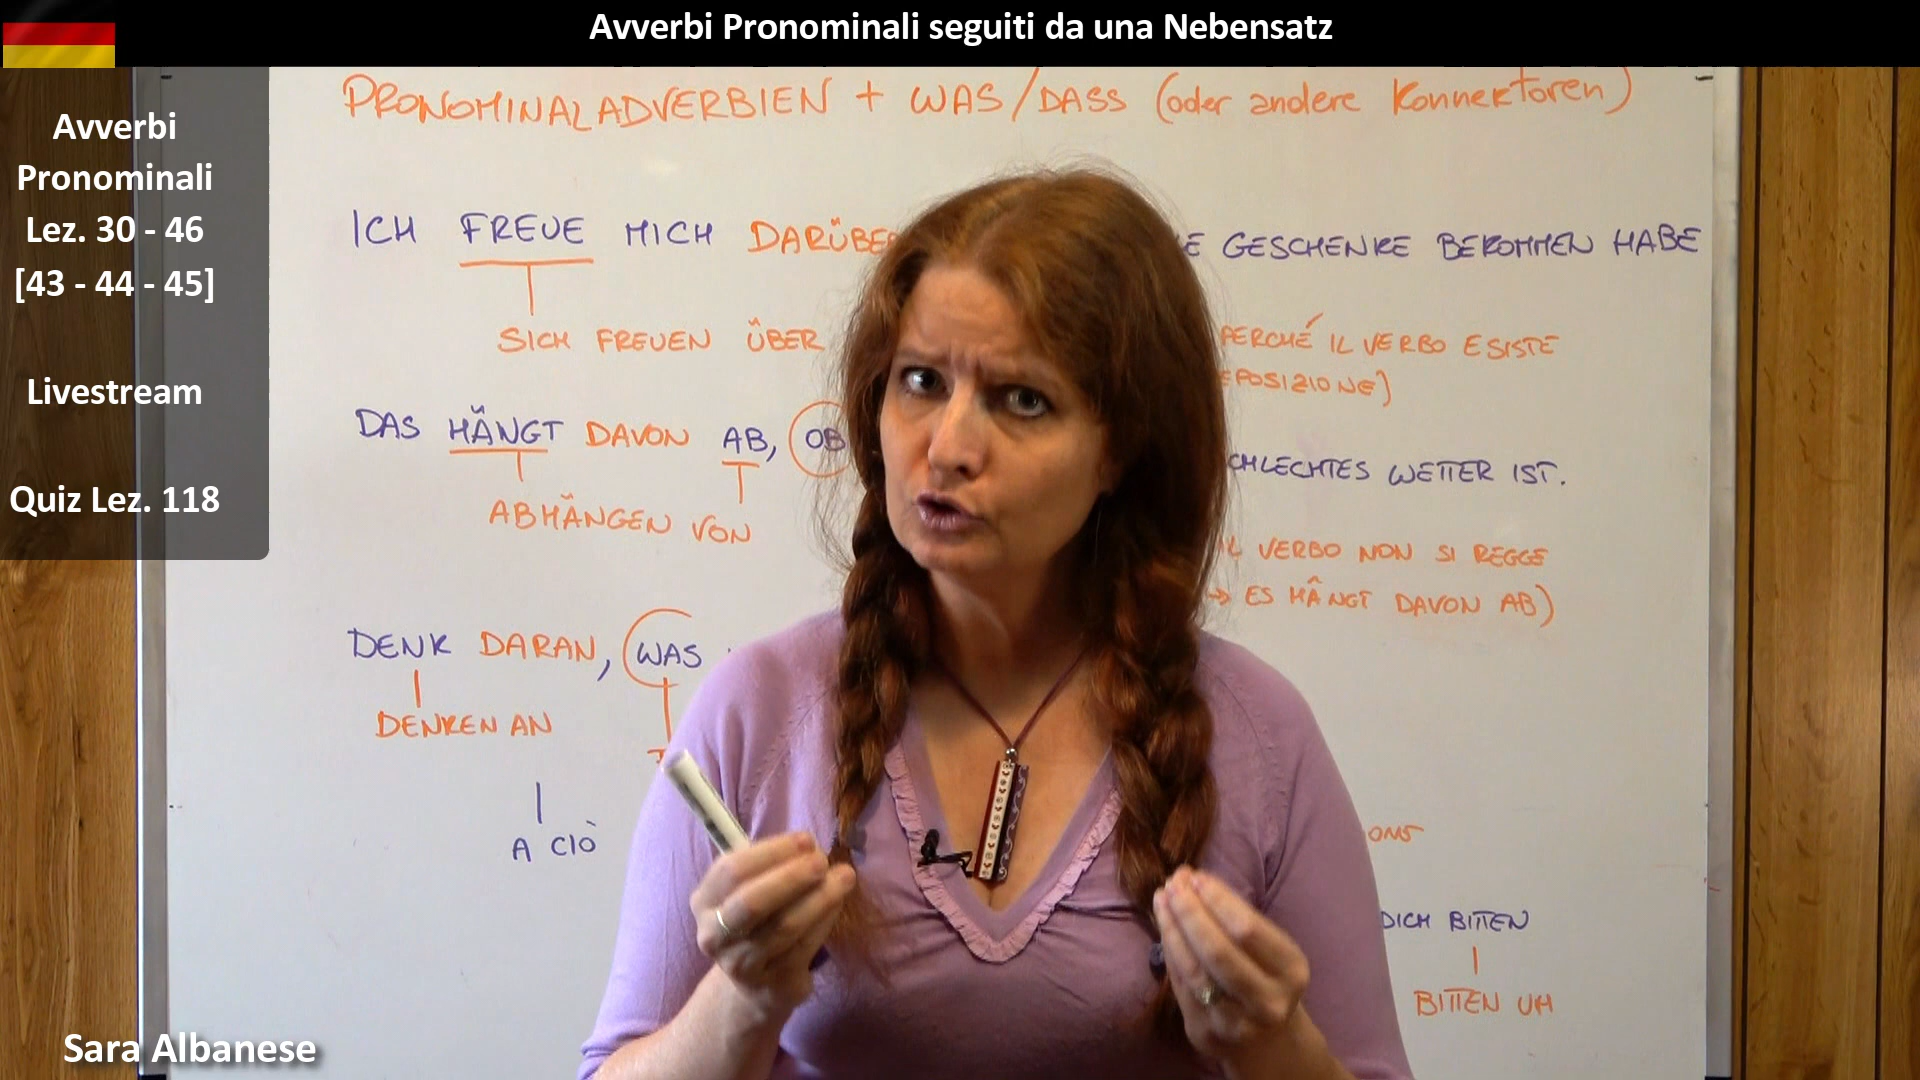 Avverbi Pronominali seguiti da una Nebensatz
Avverbi
Pronominali
Lez. 30 - 46
[43 - 44 - 45]
Livestream
Quiz Lez. 118
PRONOMINALADVERBIEN + WAS/DASS (oder andere Konnektoren)
ICH FREUE MICH DARÜBER GESCHENKE BEKOMMEN HABE
SICH FREUEN ÜBER PERCHÉ IL VERBO ESISTE
DAS HÄNGT DAVON AB, OB SCHLECHTES WETTER IST.
ABHÄNGEN VON
VERBO NON SI REGGE
→ ES HÄNGT DAVON AB)
DENK DARAN, WAS
DENKEN AN
A CIÒ
DICH BITTEN
BITTEN UM
Sara Albanese